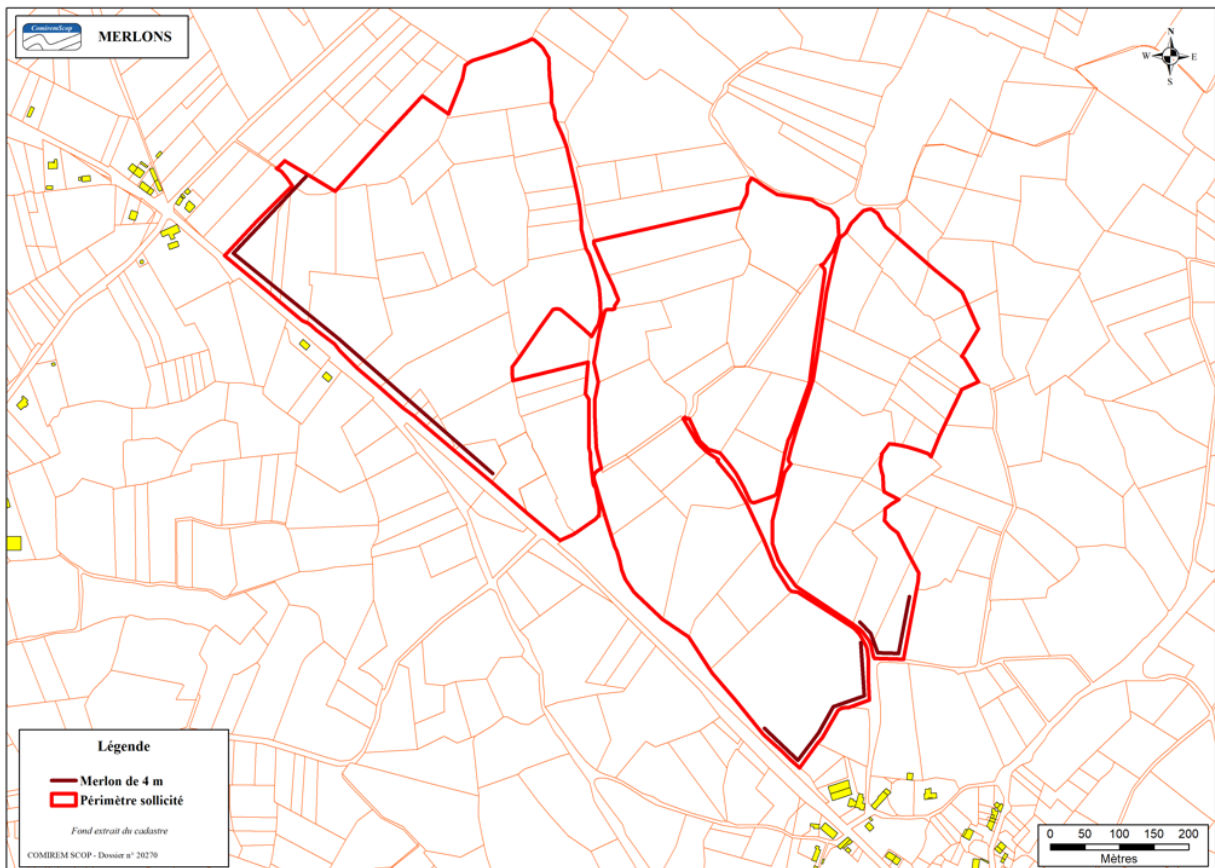 ComiremScop
MERLONS
N
W E
S
Légende
Merlon de 4 m
Périmètre sollicité
Fond extrait du cadastre
COMIREM SCOP - Dossier n° 20270
0 50 100 150 200
Mètres